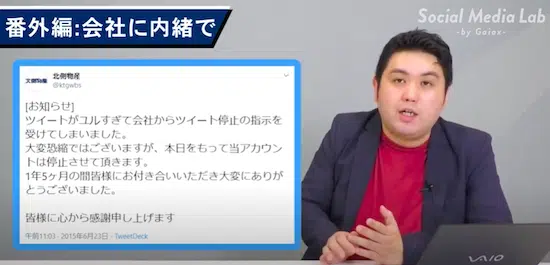 番外編:会社に内緒で
Social Media Lab
-by Gaiax-
北側物産
北側物産
@ktgwbs
[お知らせ]
ツイートがユルすぎて会社からツイート停止の指示を
受けてしまいました。
大変恐縮ではございますが、本日をもって当アカウン
トは停止させて頂きます。
1年5ヶ月の間皆様にお付き合いいただき大変にありが
とうございました。
皆様に心から感謝申し上げます
午前11:03 - 2015年6月23日 - TweetDeck
VAIO